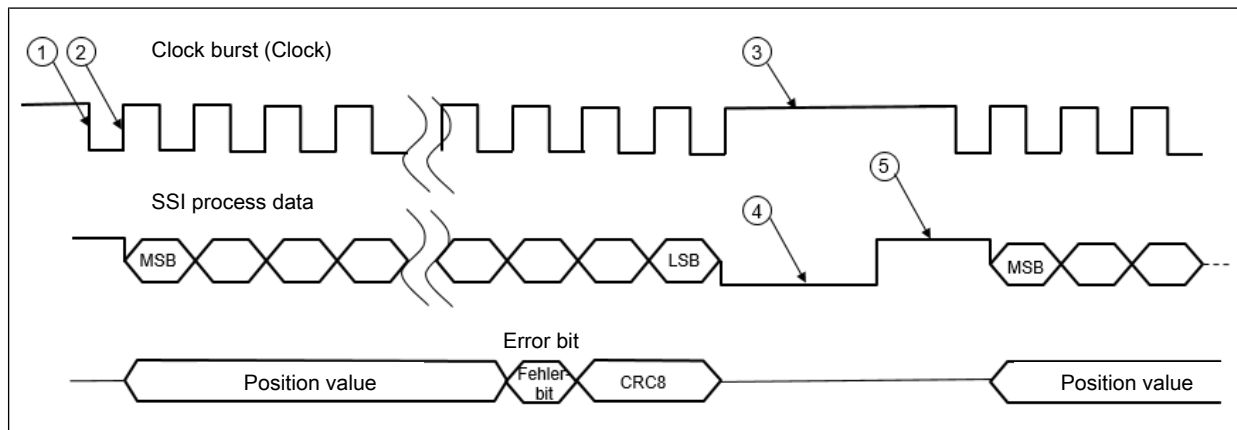 1
2
Clock burst (Clock)
3
SSI process data
4
5
MSB
LSB
MSB
Error bit
Position value
Fehler-
bit
CRC8
Position value